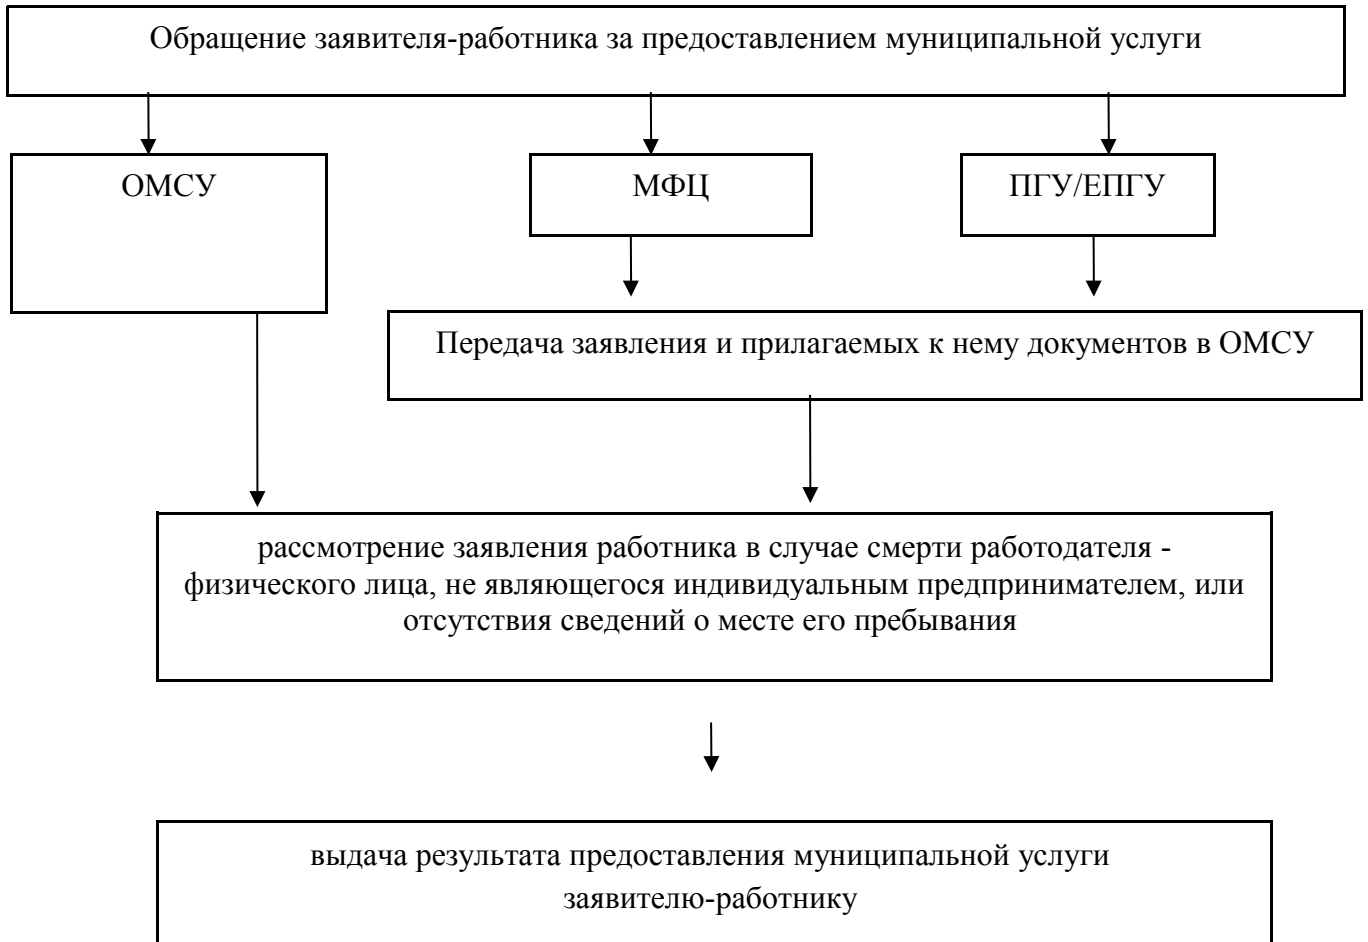 Обращение заявителя-работника за предоставлением муниципальной услуги
ОМСУ
МФЦ
ПГУ/ЕПГУ
Передача заявления и прилагаемых к нему документов в ОМСУ
рассмотрение заявления работника в случае смерти работодателя -
физического лица, не являющегося индивидуальным предпринимателем, или
отсутствия сведений о месте его пребывания
выдача результата предоставления муниципальной услуги
заявителю-работнику